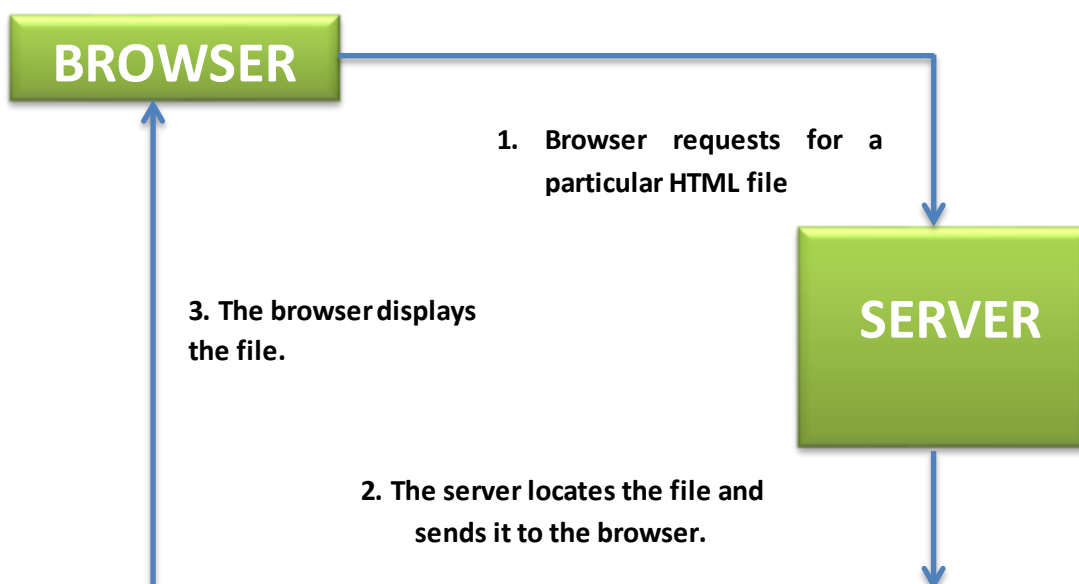 BROWSER
1. Browser requests for a
particular HTML file
SERVER
3. The browser displays
the file.
2. The server locates the file and
sends it to the browser.